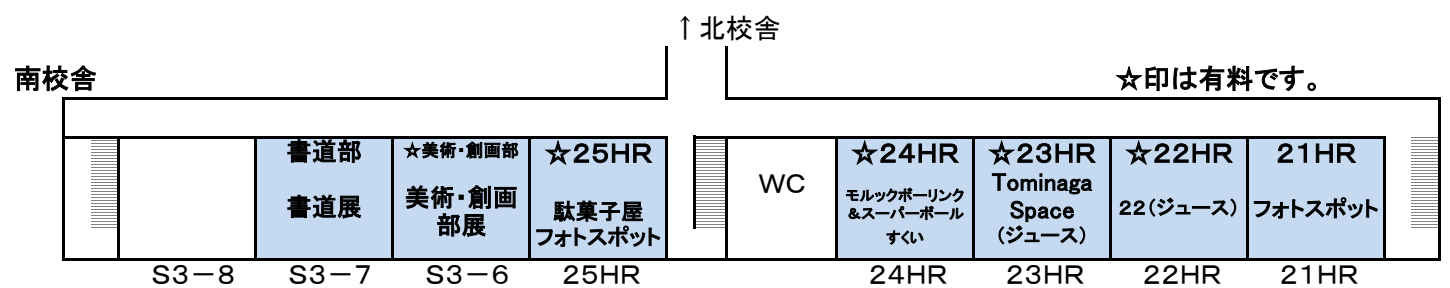 ↑北校舎
南校舎
☆印は有料です。
書道部
書道展
☆美術・創画部
美術・創画
部展
☆25HR
駄菓子屋
フォトスポット
WC
☆24HR
モルックボーリング
&スーパーボール
すくい
☆23HR
Tominaga
Space
(ジュース)
☆22HR
22(ジュース)
21HR
フォトスポット
S3-8
S3-7
S3-6
25HR
24HR
23HR
22HR
21HR